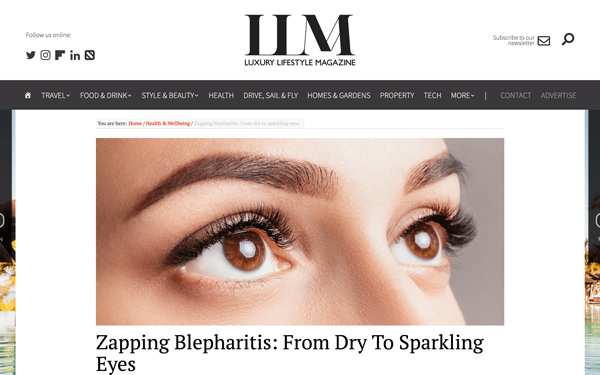 Follow us online:
LLM
LUXURY LIFESTYLE MAGAZINE
Subscribe to our
newsletter
TRAVEL FOOD & DRINK STYLE & BEAUTY HEALTH DRIVE, SAIL & FLY HOMES & GARDENS PROPERTY TECH MORE | CONTACT ADVERTISE
You are here: Home / Health & Wellbeing / Zapping blepharitis: From dry to sparkling eyes
Zapping Blepharitis: From Dry To Sparkling
Eyes